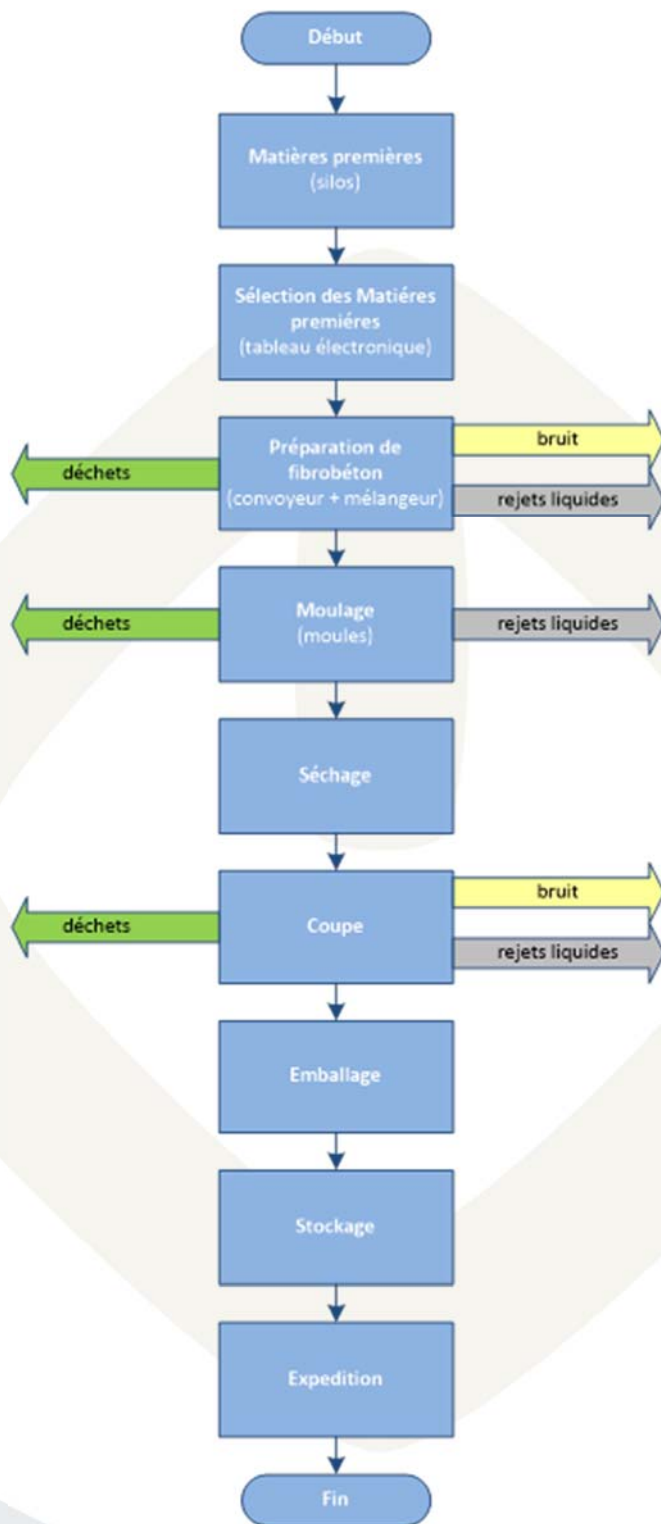 Début
Matières premières
(silos)
Sélection des Matiéres
premiéres
(tableau électronique)
déchets
Préparation de
fibrobéton
(convoyeur + mélangeur)
bruit
rejets liquides
déchets
Moulage
(moules)
rejets liquides
Séchage
déchets
Coupe
bruit
rejets liquides
Emballage
Stockage
Expedition
Fin